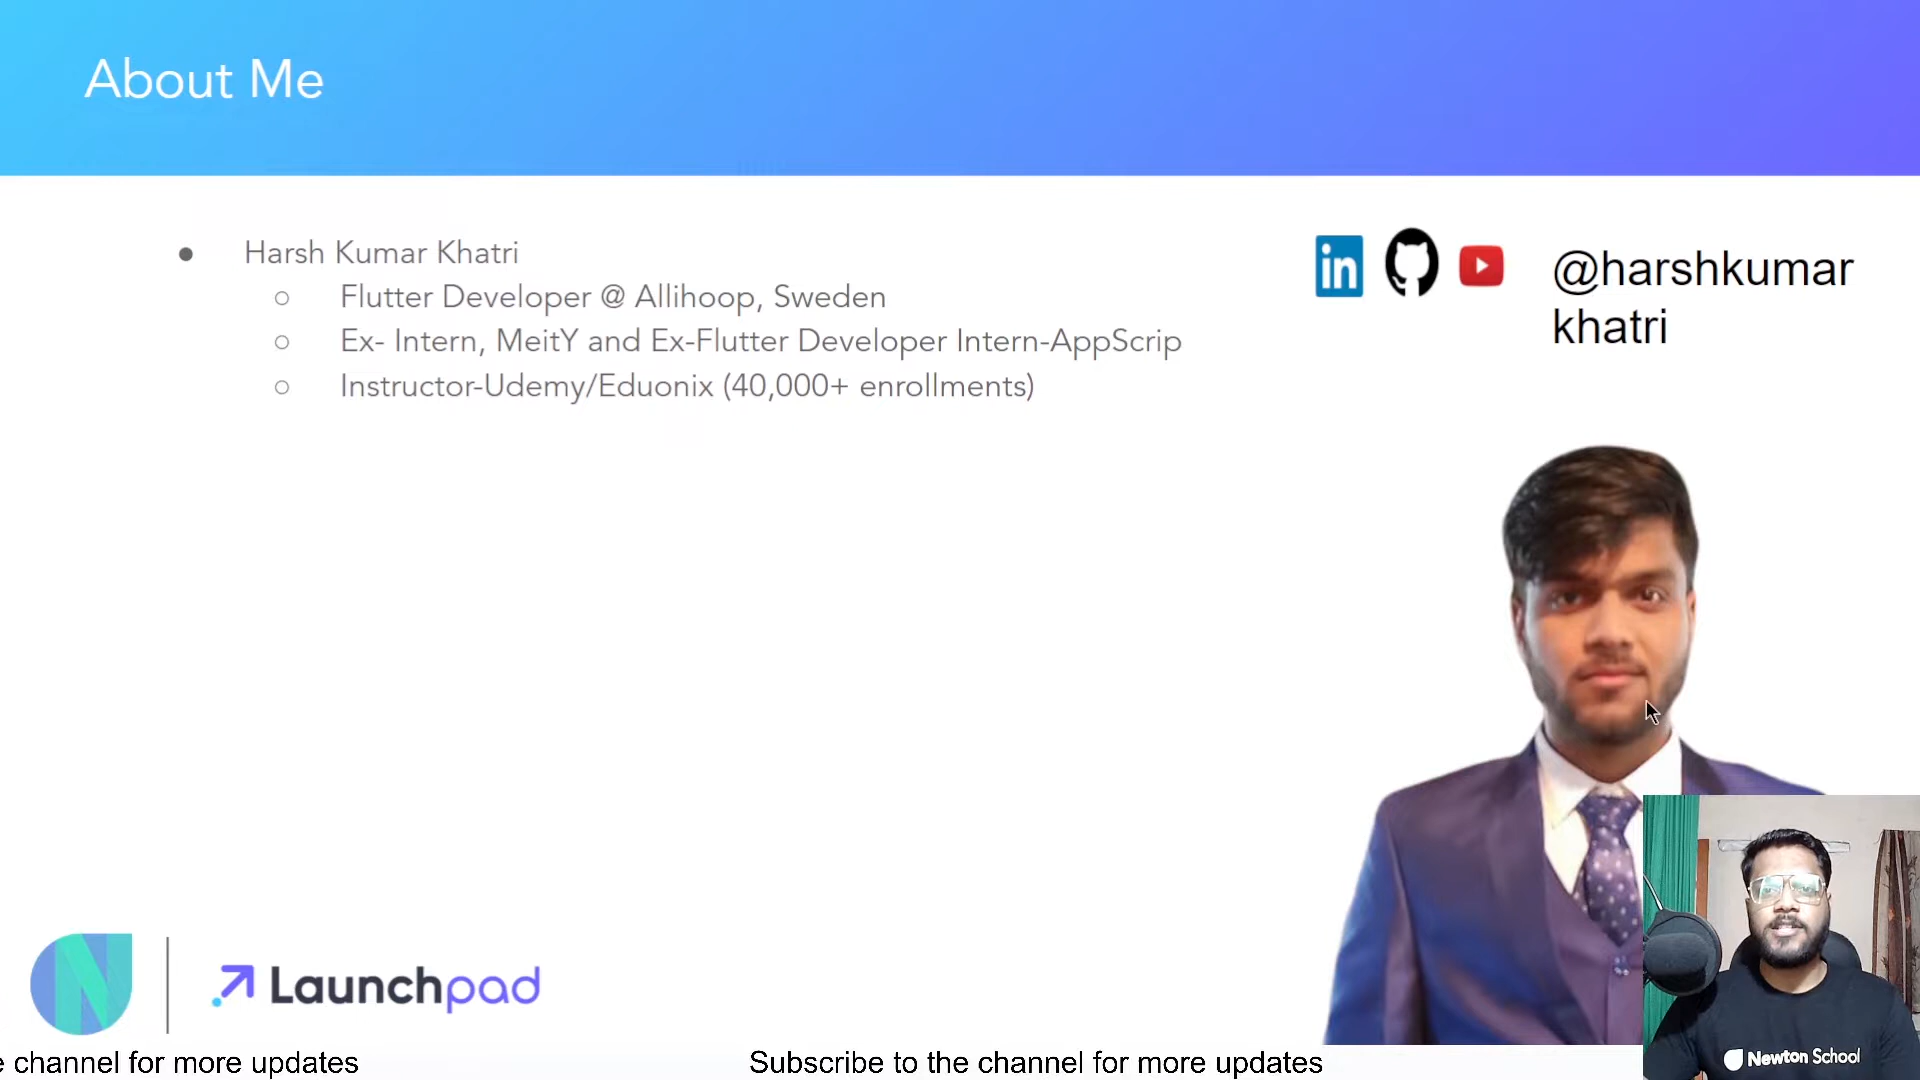 About Me
● Harsh Kumar Khatri
○ Flutter Developer @ Allihoop, Sweden
○ Ex- Intern, MeitY and Ex-Flutter Developer Intern-AppScrip
○ Instructor-Udemy/Eduonix (40,000+ enrollments)
in
@harshkumar
khatri
N
Launchpad
e channel for more updates
Subscribe to the channel for more updates
Newton School